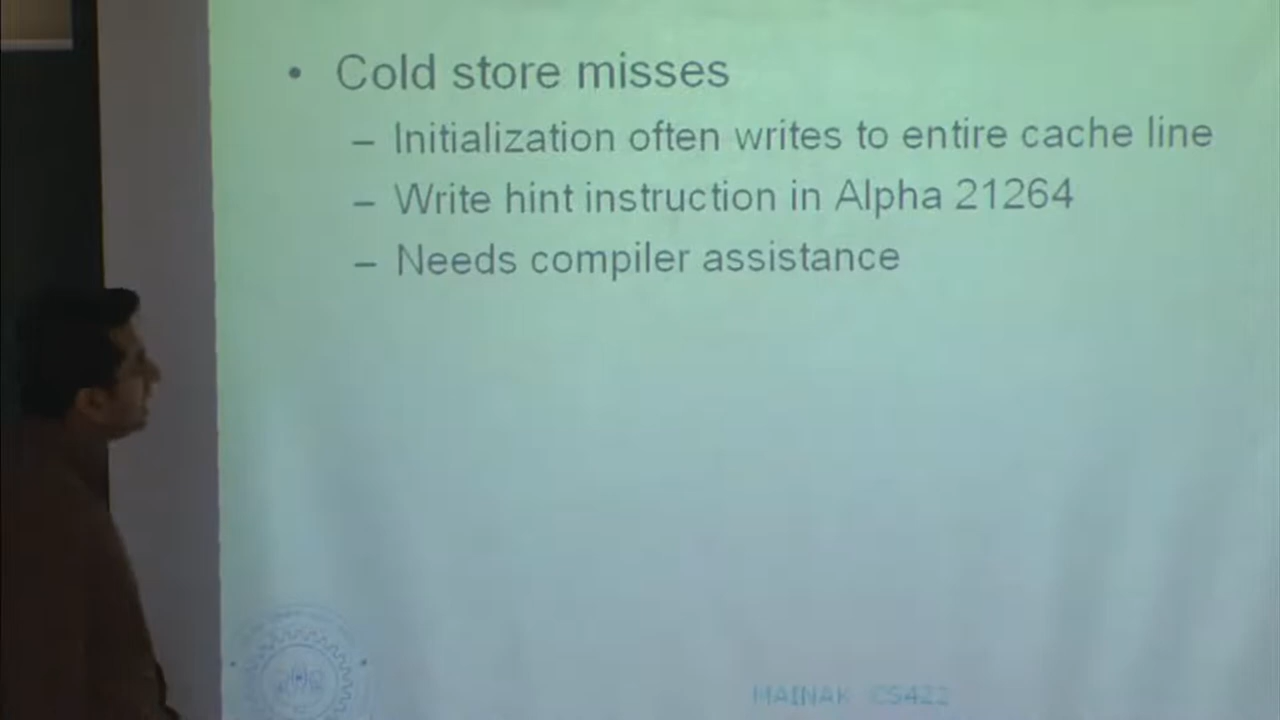 • Cold store misses
– Initialization often writes to entire cache line
– Write hint instruction in Alpha 21264
– Needs compiler assistance
MAINAK CS422